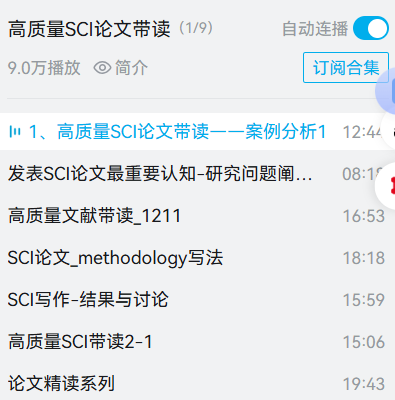 高质量SCI论文带读 (1/9) 自动连播
9.0万播放 简介 订阅合集
1、高质量SCI论文带读一一案例分析1 12:44
发表SCI论文最重要认知-研究问题阐... 08:1
高质量文献带读_1211 16:53
SCI论文_methodology写法 18:18
SCI写作-结果与讨论 15:59
高质量SCI带读2-1 15:06
论文精读系列 19:43